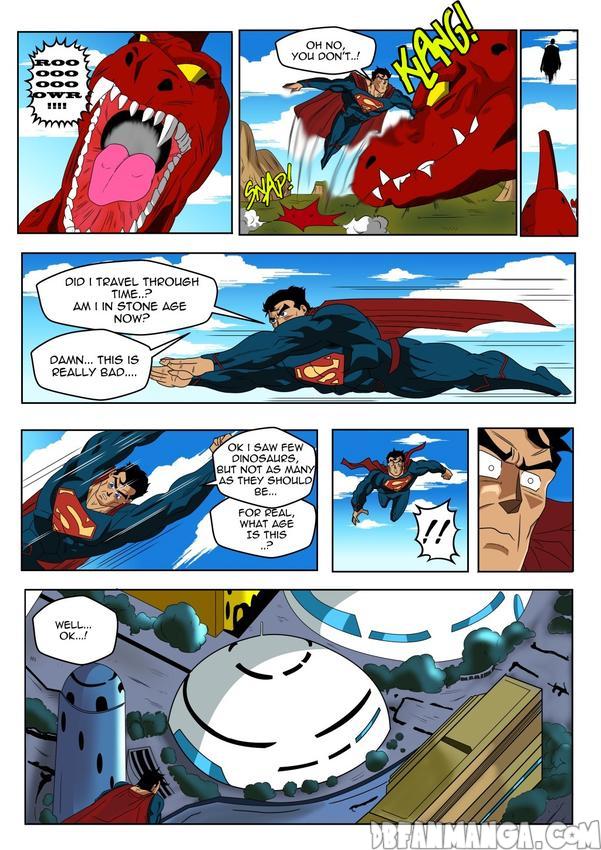 ROO
OOO
OOO
OWR
!!!!
OH NO,
YOU DON'T..!
KLANG!
SNAP!
DID I TRAVEL THROUGH
TIME..?
AM I IN STONE AGE
NOW?
DAMN... THIS IS
REALLY BAD....
OK I SAW FEW
DINOSAURS,
BUT NOT AS MANY
AS THEY SHOULD
BE...
FOR REAL,
WHAT AGE
IS THIS
..?
!!
WELL...
OK...!
DBFANMANGA.COM